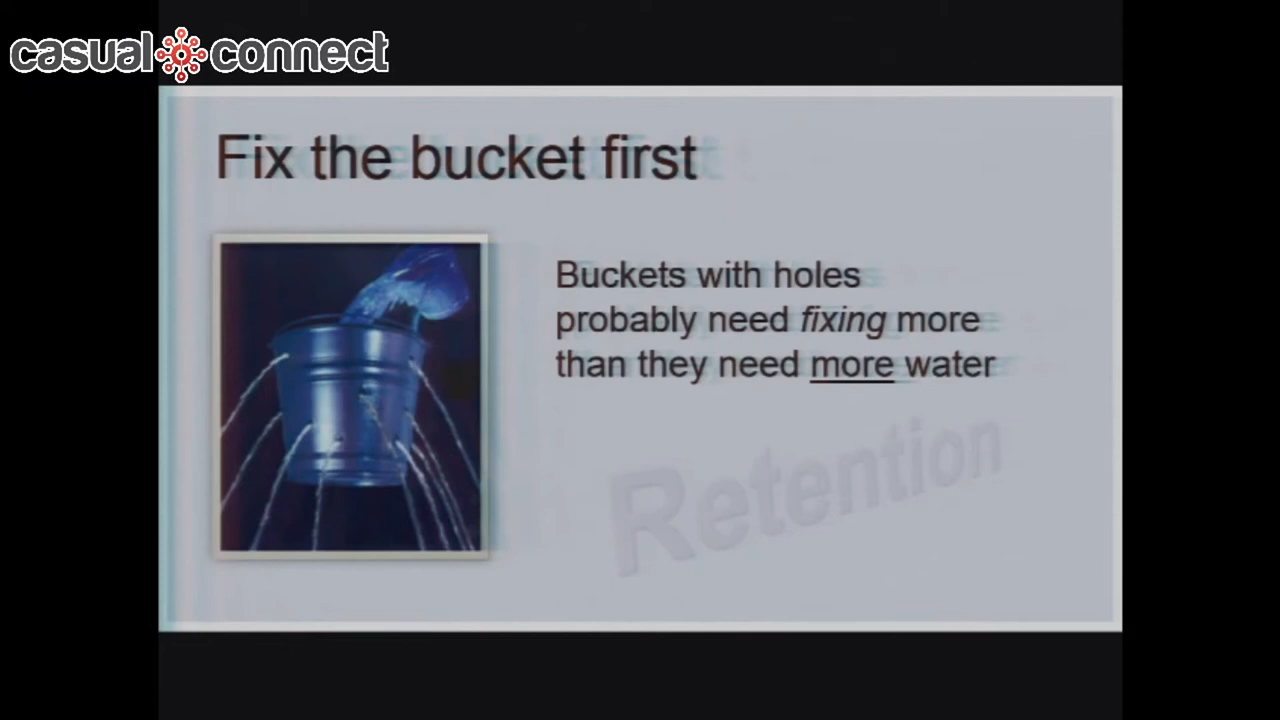 casual connect
Fix the bucket first
Buckets with holes
probably need fixing more
than they need more water
Retention